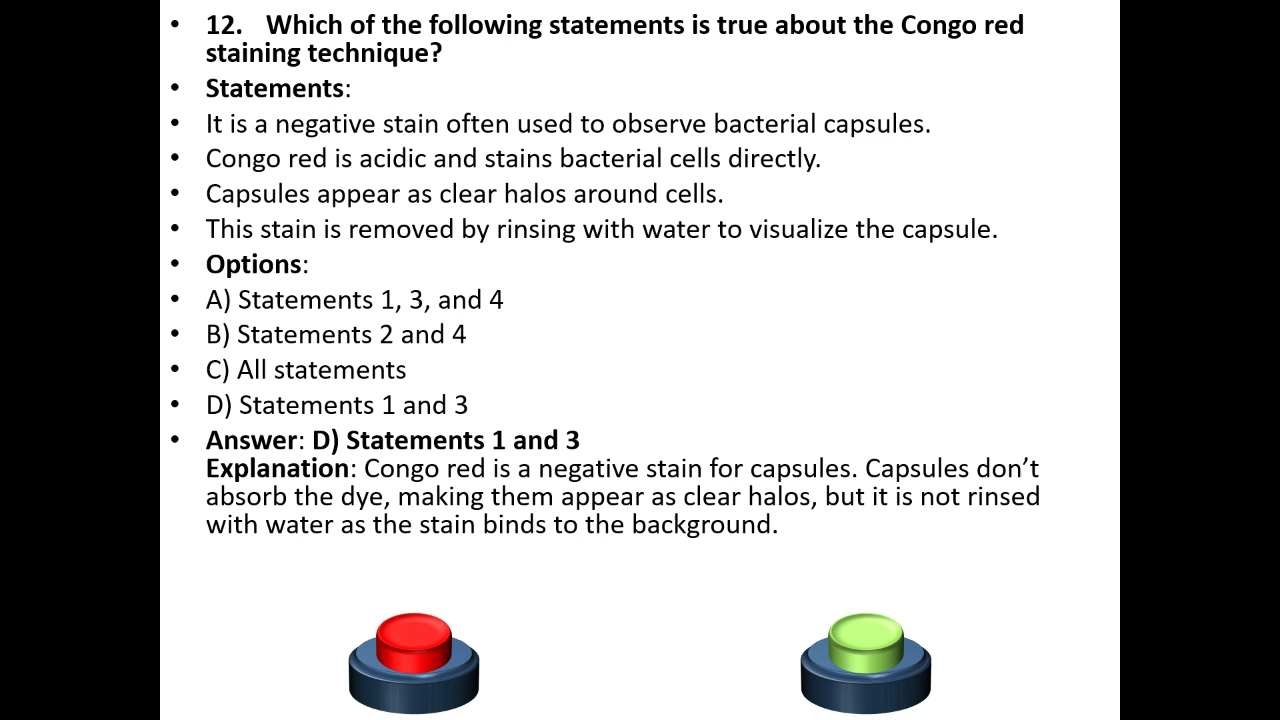 • 12. Which of the following statements is true about the Congo red
staining technique?
• Statements:
• It is a negative stain often used to observe bacterial capsules.
• Congo red is acidic and stains bacterial cells directly.
• Capsules appear as clear halos around cells.
• This stain is removed by rinsing with water to visualize the capsule.
• Options:
• A) Statements 1, 3, and 4
• B) Statements 2 and 4
• C) All statements
• D) Statements 1 and 3
• Answer: D) Statements 1 and 3
Explanation: Congo red is a negative stain for capsules. Capsules don’t
absorb the dye, making them appear as clear halos, but it is not rinsed
with water as the stain binds to the background.